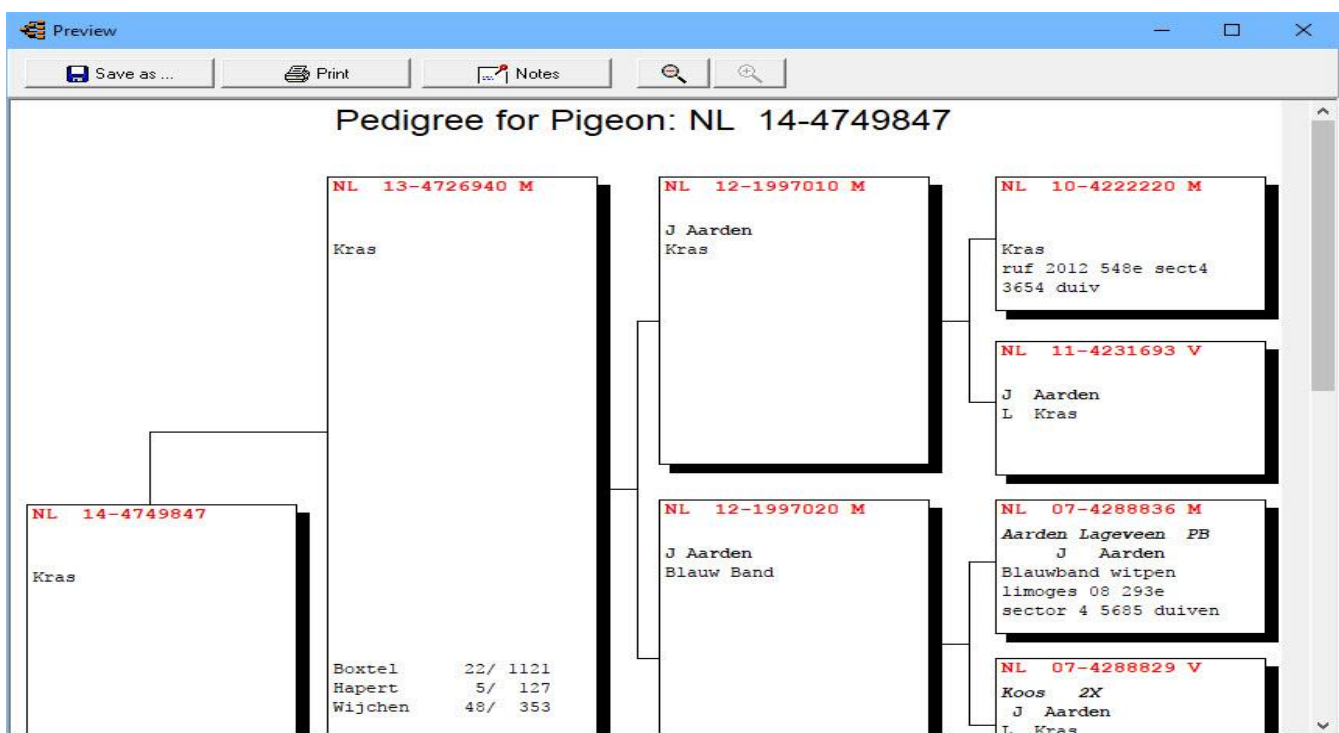 Preview
Save as ...
Print
Notes
Pedigree for Pigeon: NL 14-4749847
NL 14-4749847
Kras
NL 13-4726940 M
Kras
Boxtel 22/ 1121
Hapert 5/ 127
Wijchen 48/ 353
NL 12-1997010 M
J Aarden
Kras
NL 12-1997020 M
J Aarden
Blauw Band
NL 10-4222220 M
Kras
ruf 2012 548e sect4
3654 duiv
NL 11-4231693 V
J Aarden
L Kras
NL 07-4288836 M
Aarden Lageveen PB
J Aarden
Blauwband witpen
limoges 08 293e
sector 4 5685 duiven
NL 07-4288829 V
Koos 2X
J Aarden
L Kras